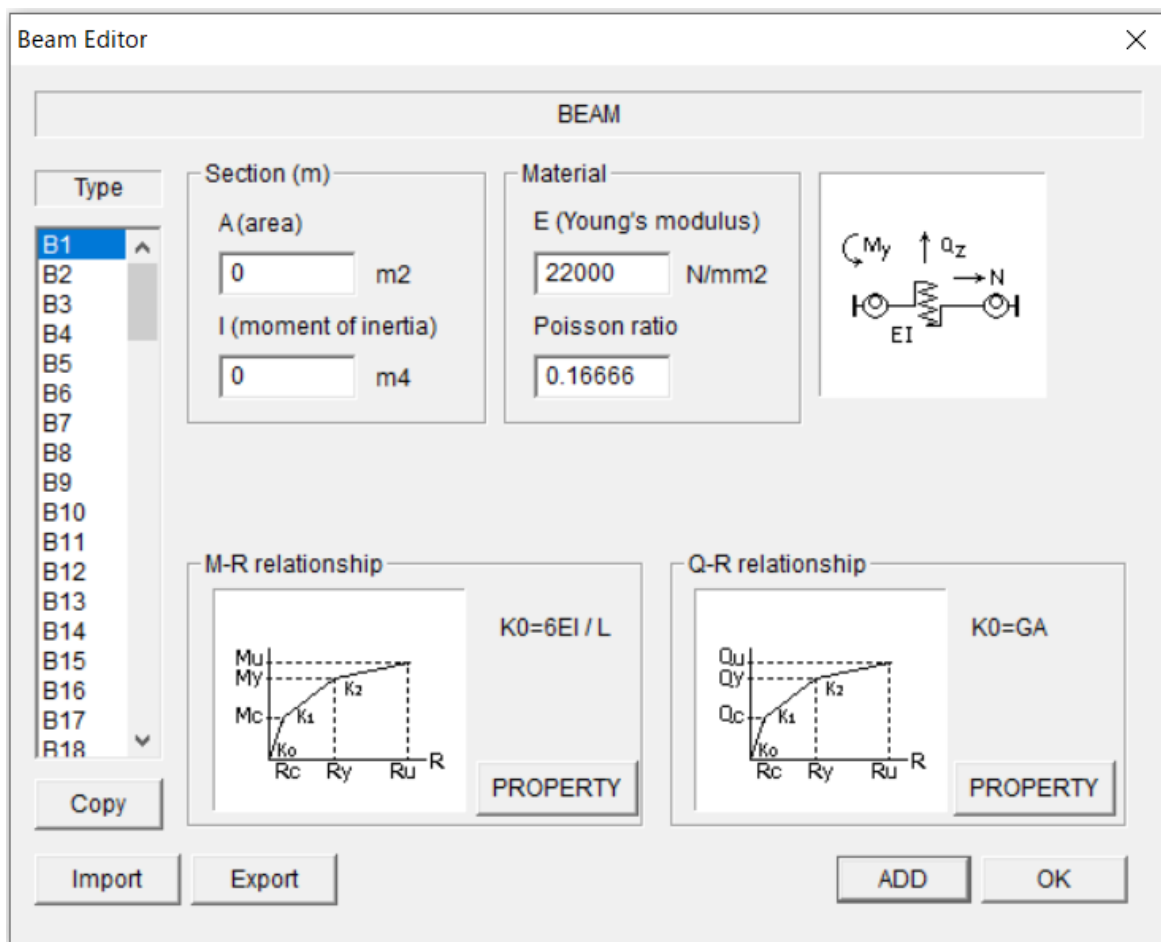 Beam Editor
BEAM
Type
B1
B2
B3
B4
B5
B6
B7
B8
B9
B10
B11
B12
B13
B14
B15
B16
B17
B18
Copy
Import
Export
Section (m)
A (area)
0 m2
I (moment of inertia)
0 m4
Material
E (Young's modulus)
22000 N/mm2
Poisson ratio
0.16666
My Qz
N
EI
M-R relationship
K0=6EI / L
Mu
My
K2
Mc K1
K0
Rc Ry Ru R
PROPERTY
Q-R relationship
K0=GA
Qu
Qy
K2
Qc K1
K0
Rc Ry Ru R
PROPERTY
ADD
OK